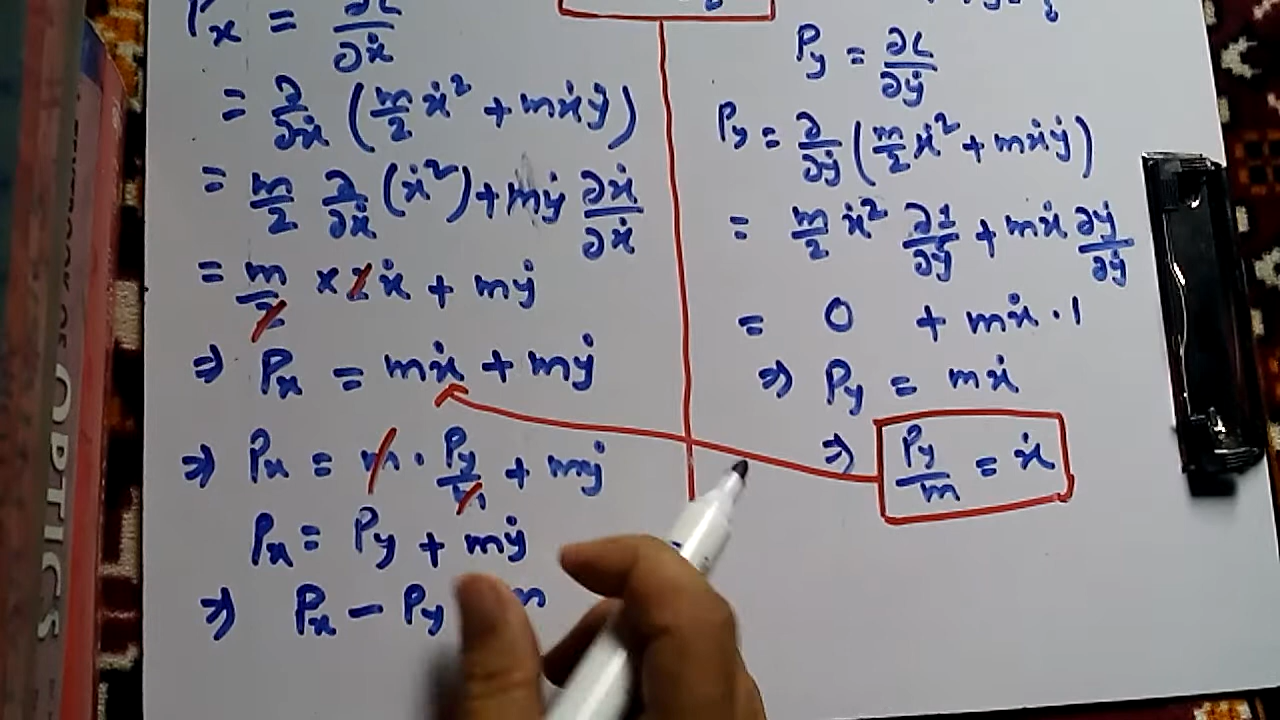 Px = ∂L/∂ẋ
= ∂/∂ẋ (m/2 ẋ² + mẋẏ)
= m/2 ∂/∂ẋ (ẋ²) + mẏ ∂ẋ/∂ẋ
= m/2 × 2ẋ + mẏ
⇒ Px = mẋ + mẏ
⇒ Px = m · Py/m + mẏ
Px = Py + mẏ
⇒ Px − Py m
Py = ∂L/∂ẏ
Py = ∂/∂ẏ (m/2 ẋ² + mẋẏ)
= m/2 ẋ² ∂1/∂ẏ + mẋ ∂ẏ/∂ẏ
= 0 + mẋ · 1
⇒ Py = mẋ
⇒ Py/m = ẋ
OPTICS